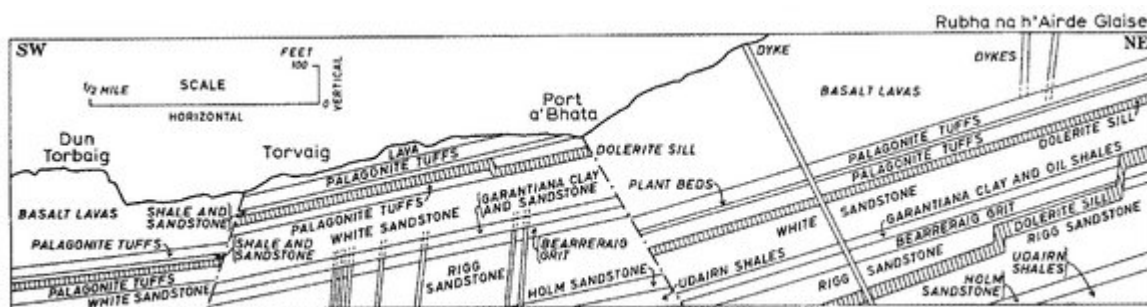 Rubha na h'Airde Glaise
SW
NE
FEET
100
0
VERTICAL
SCALE
1/2 MILE
HORIZONTAL
Dun
Torbaig
Torvaig
Port
a'Bhata
DYKE
DYKES
BASALT LAVAS
LAVA
PALAGONITE TUFFS
DOLERITE SILL
SHALE AND
SANDSTONE
PALAGONITE TUFFS
WHITE SANDSTONE
GARANTIANA CLAY
AND SANDSTONE
BASALT LAVAS
PALAGONITE TUFFS
SHALE AND
SANDSTONE
PALAGONITE TUFFS
WHITE SANDSTONE
RIGG
SANDSTONE
BEARRERAIG
GRIT
HOLM SANDSTONE
UDAIRN SHALES
PLANT BEDS
PALAGONITE TUFFS
PALAGONITE TUFFS
DOLERITE SILL
WHITE SANDSTONE
GARANTIANA CLAY AND OIL SHALES
BEARRERAIG GRIT
DOLERITE SILL
RIGG SANDSTONE
RIGG SANDSTONE
HOLM
SANDSTONE
UDAIRN
SHALES